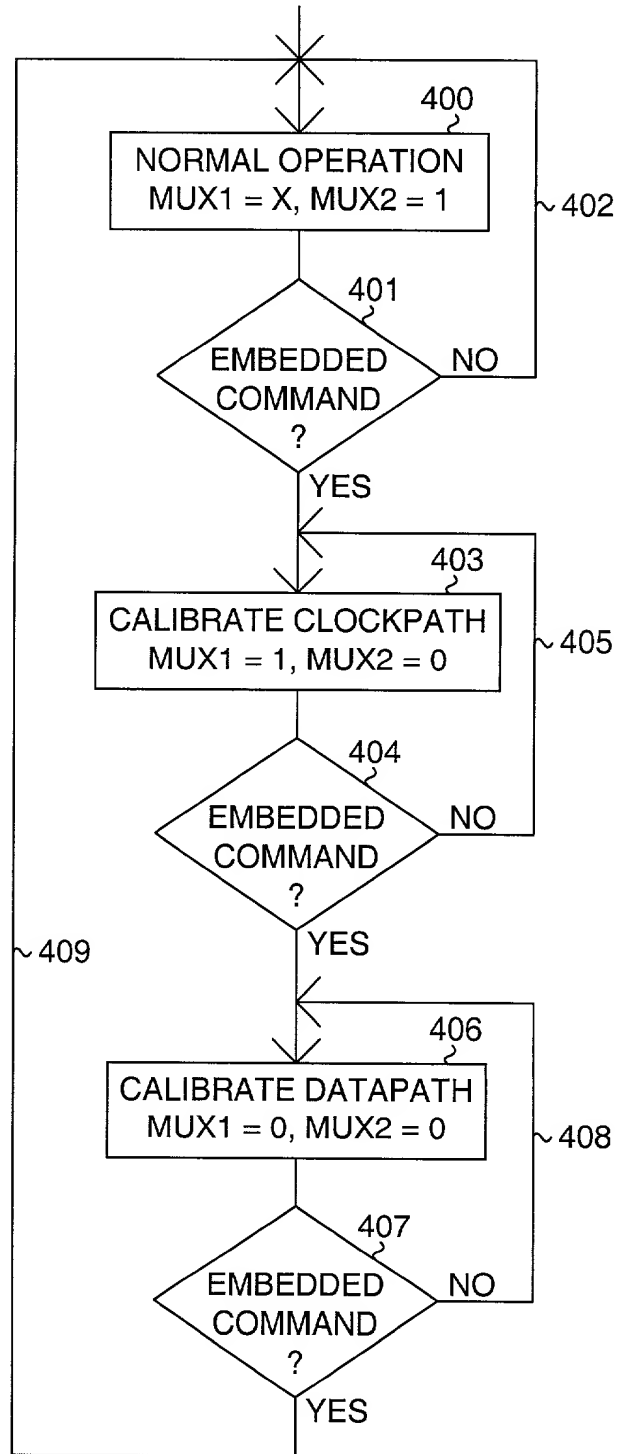 400
NORMAL OPERATION
MUX1 = X, MUX2 = 1
402
401
EMBEDDED
COMMAND
?
NO
YES
403
CALIBRATE CLOCKPATH
MUX1 = 1, MUX2 = 0
405
404
EMBEDDED
COMMAND
?
NO
YES
409
406
CALIBRATE DATAPATH
MUX1 = 0, MUX2 = 0
408
407
EMBEDDED
COMMAND
?
NO
YES